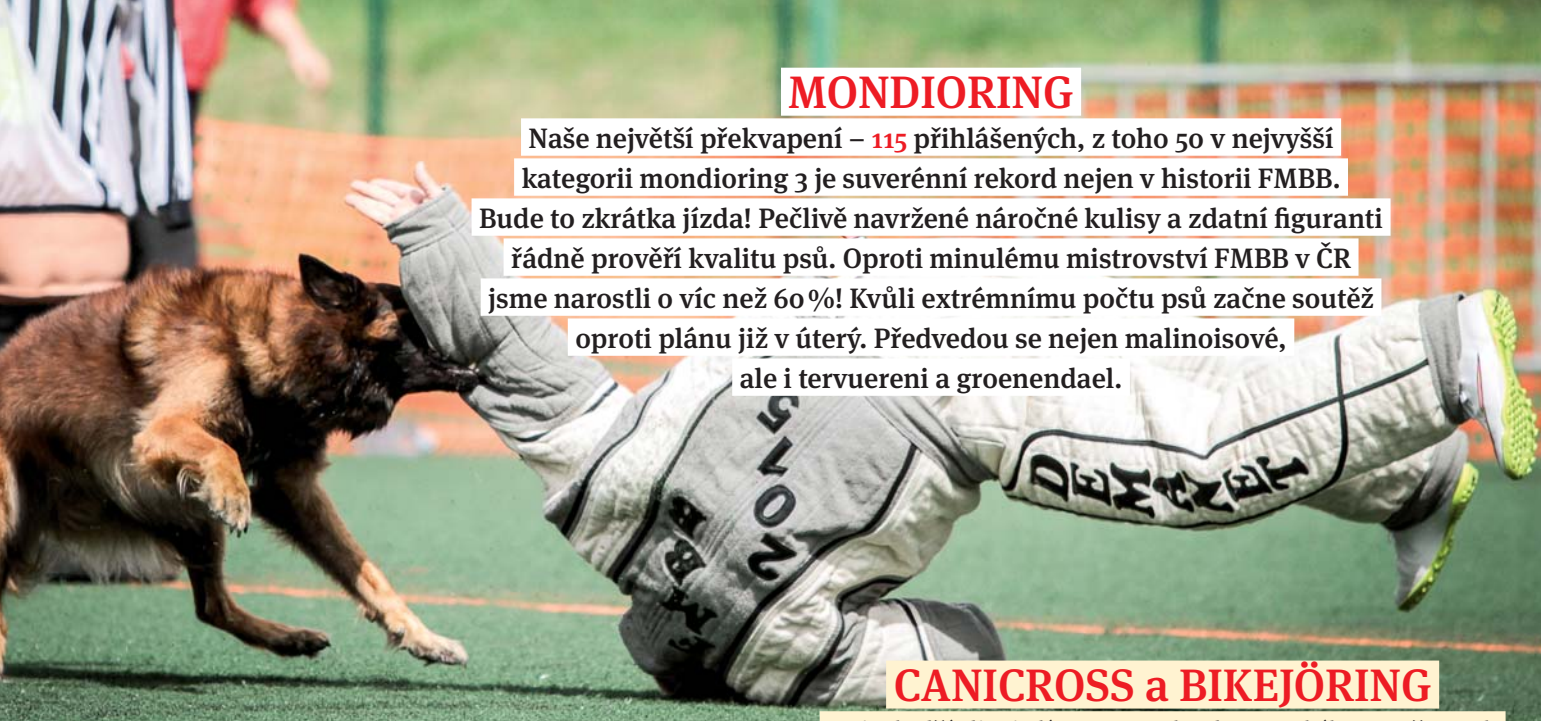 MONDIORING
Naše největší překvapení – 115 přihlášených, z toho 50 v nejvyšší
kategorii mondioring 3 je suverénní rekord nejen v historii FMBB.
Bude to zkrátka jízda! Pečlivě navržené náročné kulisy a zdatní figuranti
řádně prověří kvalitu psů. Oproti minulému mistrovství FMBB v ČR
jsme narostli o víc než 60 %! Kvůli extrémnímu počtu psů začne soutěž
oproti plánu již v úterý. Předvedou se nejen malinoisové,
ale i tervuereni a groenendael.
2015
FMBB
DEMANET
CANICROSS a BIKEJÖRING